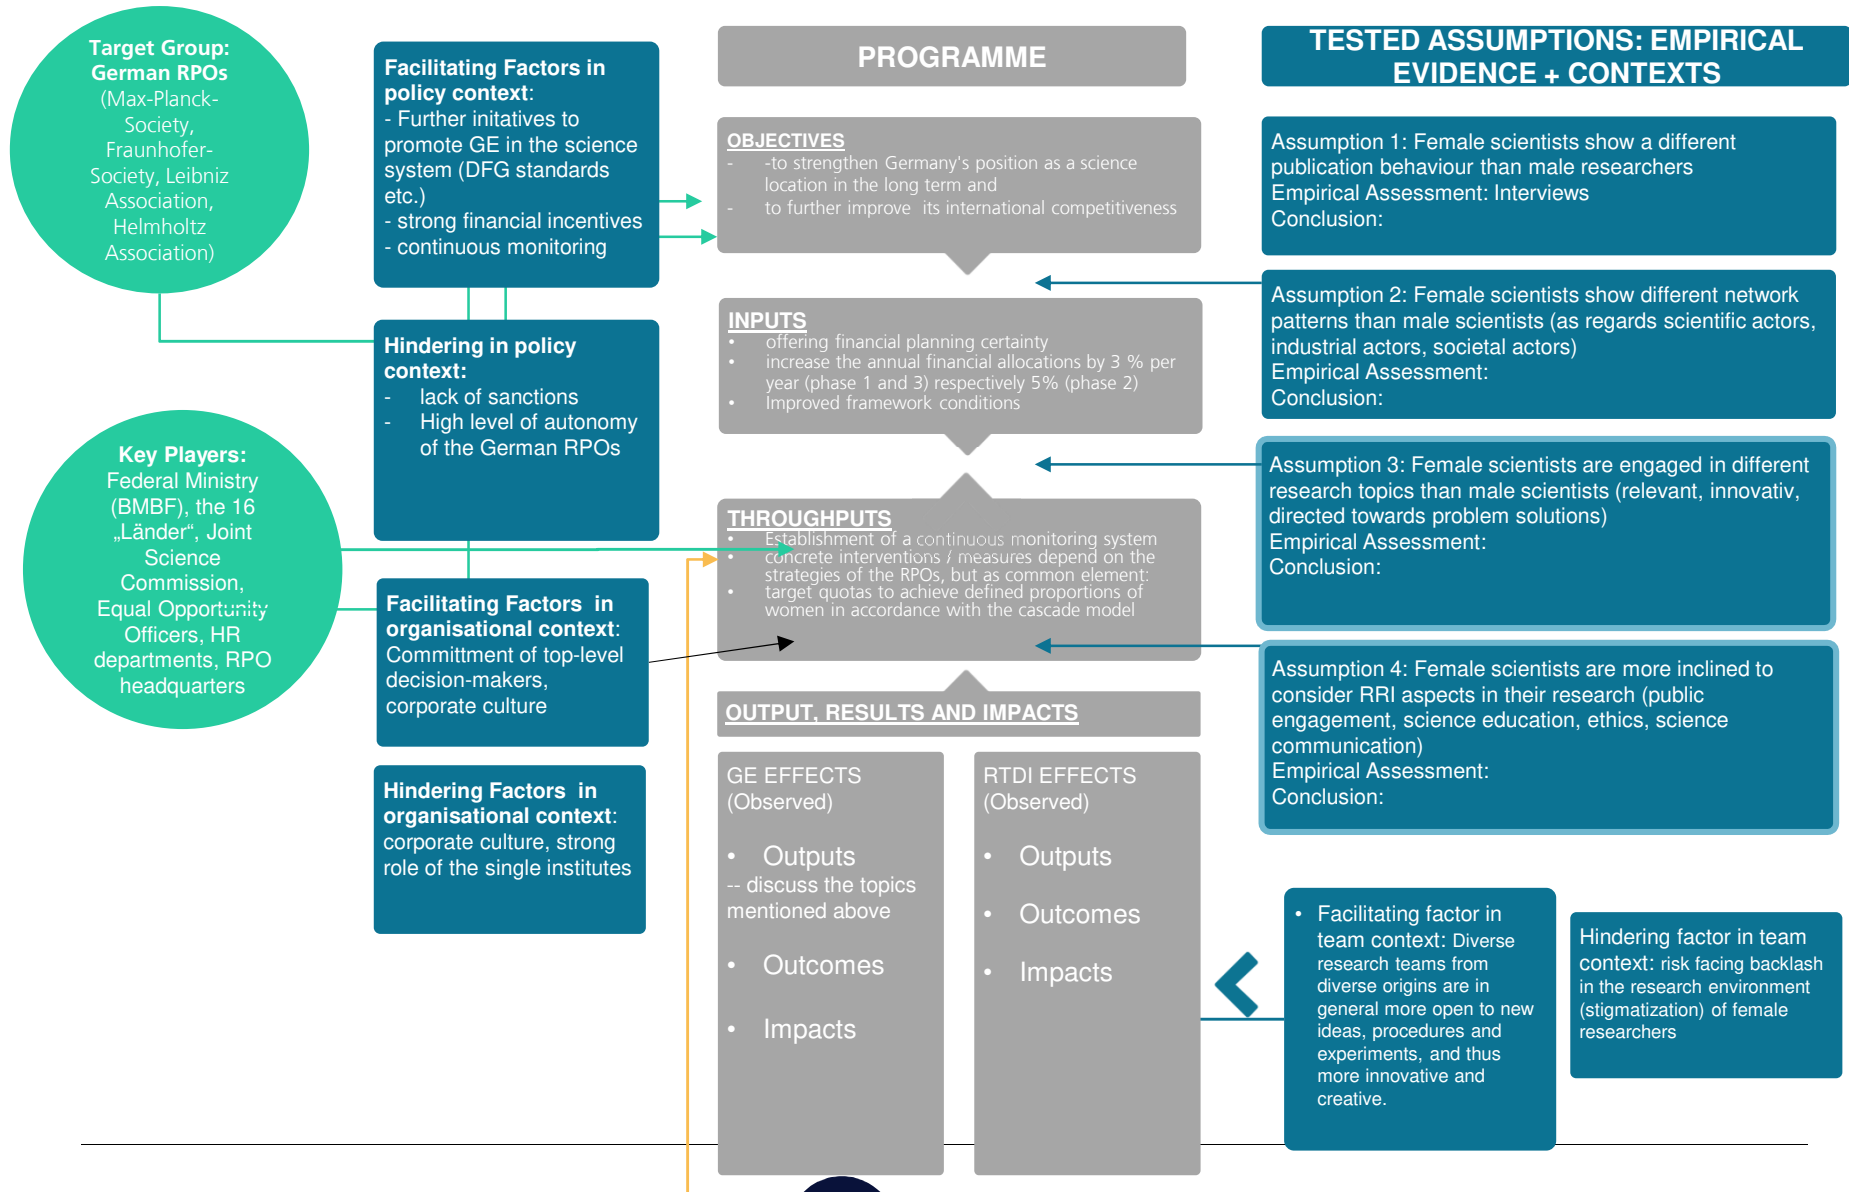 Target Group:
German RPOs
(Max-Planck-
Society,
Fraunhofer-
Society, Leibniz
Association,
Helmholtz
Association)
Key Players:
Federal Ministry
(BMBF), the 16
„Länder“, Joint
Science
Commission,
Equal Opportunity
Officers, HR
departments, RPO
headquarters
Facilitating Factors in
policy context:
- Further initatives to
promote GE in the science
system (DFG standards
etc.)
- strong financial incentives
- continuous monitoring
Hindering in policy
context:
- lack of sanctions
- High level of autonomy
of the German RPOs
Facilitating Factors in
organisational context:
Committment of top-level
decision-makers,
corporate culture
Hindering Factors in
organisational context:
corporate culture, strong
role of the single institutes
PROGRAMME
OBJECTIVES
- -to strengthen Germany's position as a science
location in the long term and
- to further improve its international competitiveness
INPUTS
• offering financial planning certainty
• increase the annual financial allocations by 3 % per
year (phase 1 and 3) respectively 5% (phase 2)
• Improved framework conditions
THROUGHPUTS
• Establishment of a continuous monitoring system
• concrete interventions / measures depend on the
strategies of the RPOs, but as common element:
• target quotas to achieve defined proportions of
women in accordance with the cascade model
OUTPUT, RESULTS AND IMPACTS
GE EFFECTS
(Observed)
• Outputs
-- discuss the topics
mentioned above
• Outcomes
• Impacts
RTDI EFFECTS
(Observed)
• Outputs
• Outcomes
• Impacts
TESTED ASSUMPTIONS: EMPIRICAL
EVIDENCE + CONTEXTS
Assumption 1: Female scientists show a different
publication behaviour than male researchers
Empirical Assessment: Interviews
Conclusion:
Assumption 2: Female scientists show different network
patterns than male scientists (as regards scientific actors,
industrial actors, societal actors)
Empirical Assessment:
Conclusion:
Assumption 3: Female scientists are engaged in different
research topics than male scientists (relevant, innovativ,
directed towards problem solutions)
Empirical Assessment:
Conclusion:
Assumption 4: Female scientists are more inclined to
consider RRI aspects in their research (public
engagement, science education, ethics, science
communication)
Empirical Assessment:
Conclusion:
• Facilitating factor in
team context: Diverse
research teams from
diverse origins are in
general more open to new
ideas, procedures and
experiments, and thus
more innovative and
creative.
Hindering factor in team
context: risk facing backlash
in the research environment
(stigmatization) of female
researchers